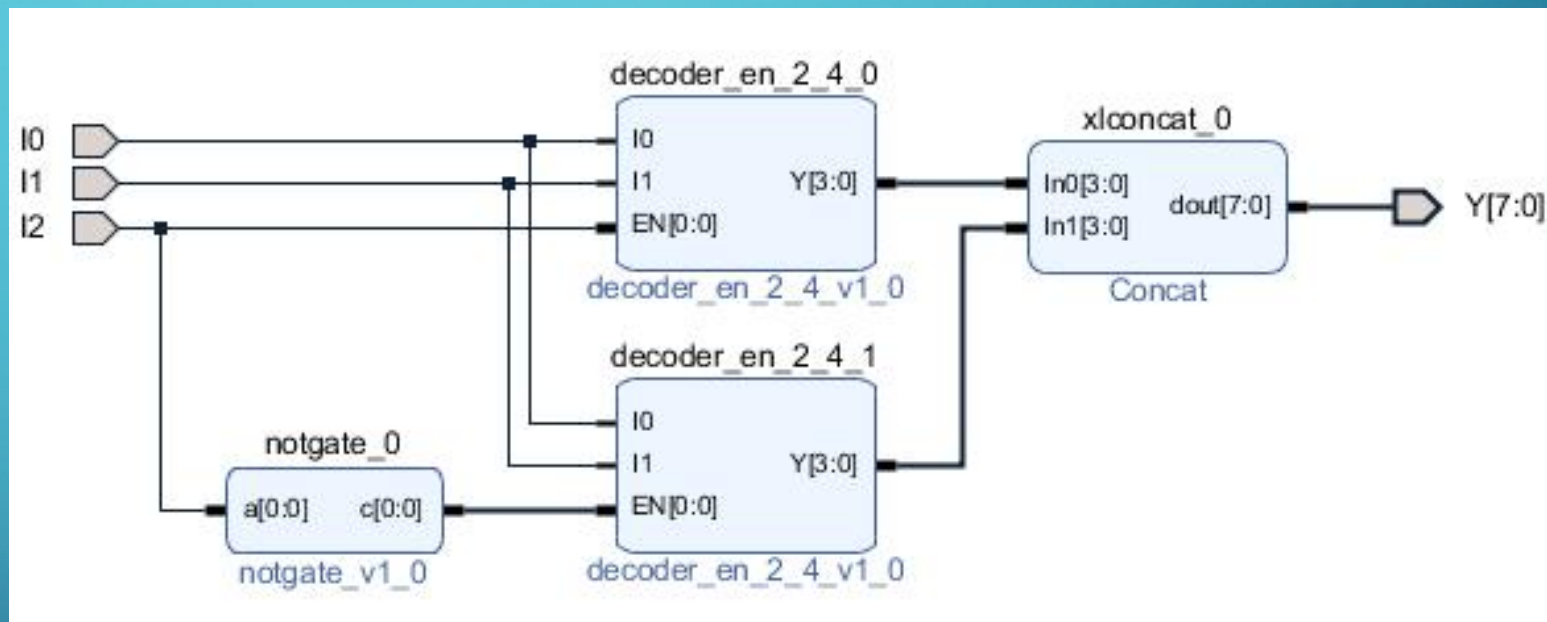 I0
I1
I2
decoder_en_2_4_0
I0
I1
EN[0:0]
Y[3:0]
decoder_en_2_4_v1_0
xlconcat_0
In0[3:0]
In1[3:0]
dout[7:0]
Concat
Y[7:0]
decoder_en_2_4_1
I0
I1
EN[0:0]
Y[3:0]
decoder_en_2_4_v1_0
notgate_0
a[0:0]
c[0:0]
notgate_v1_0